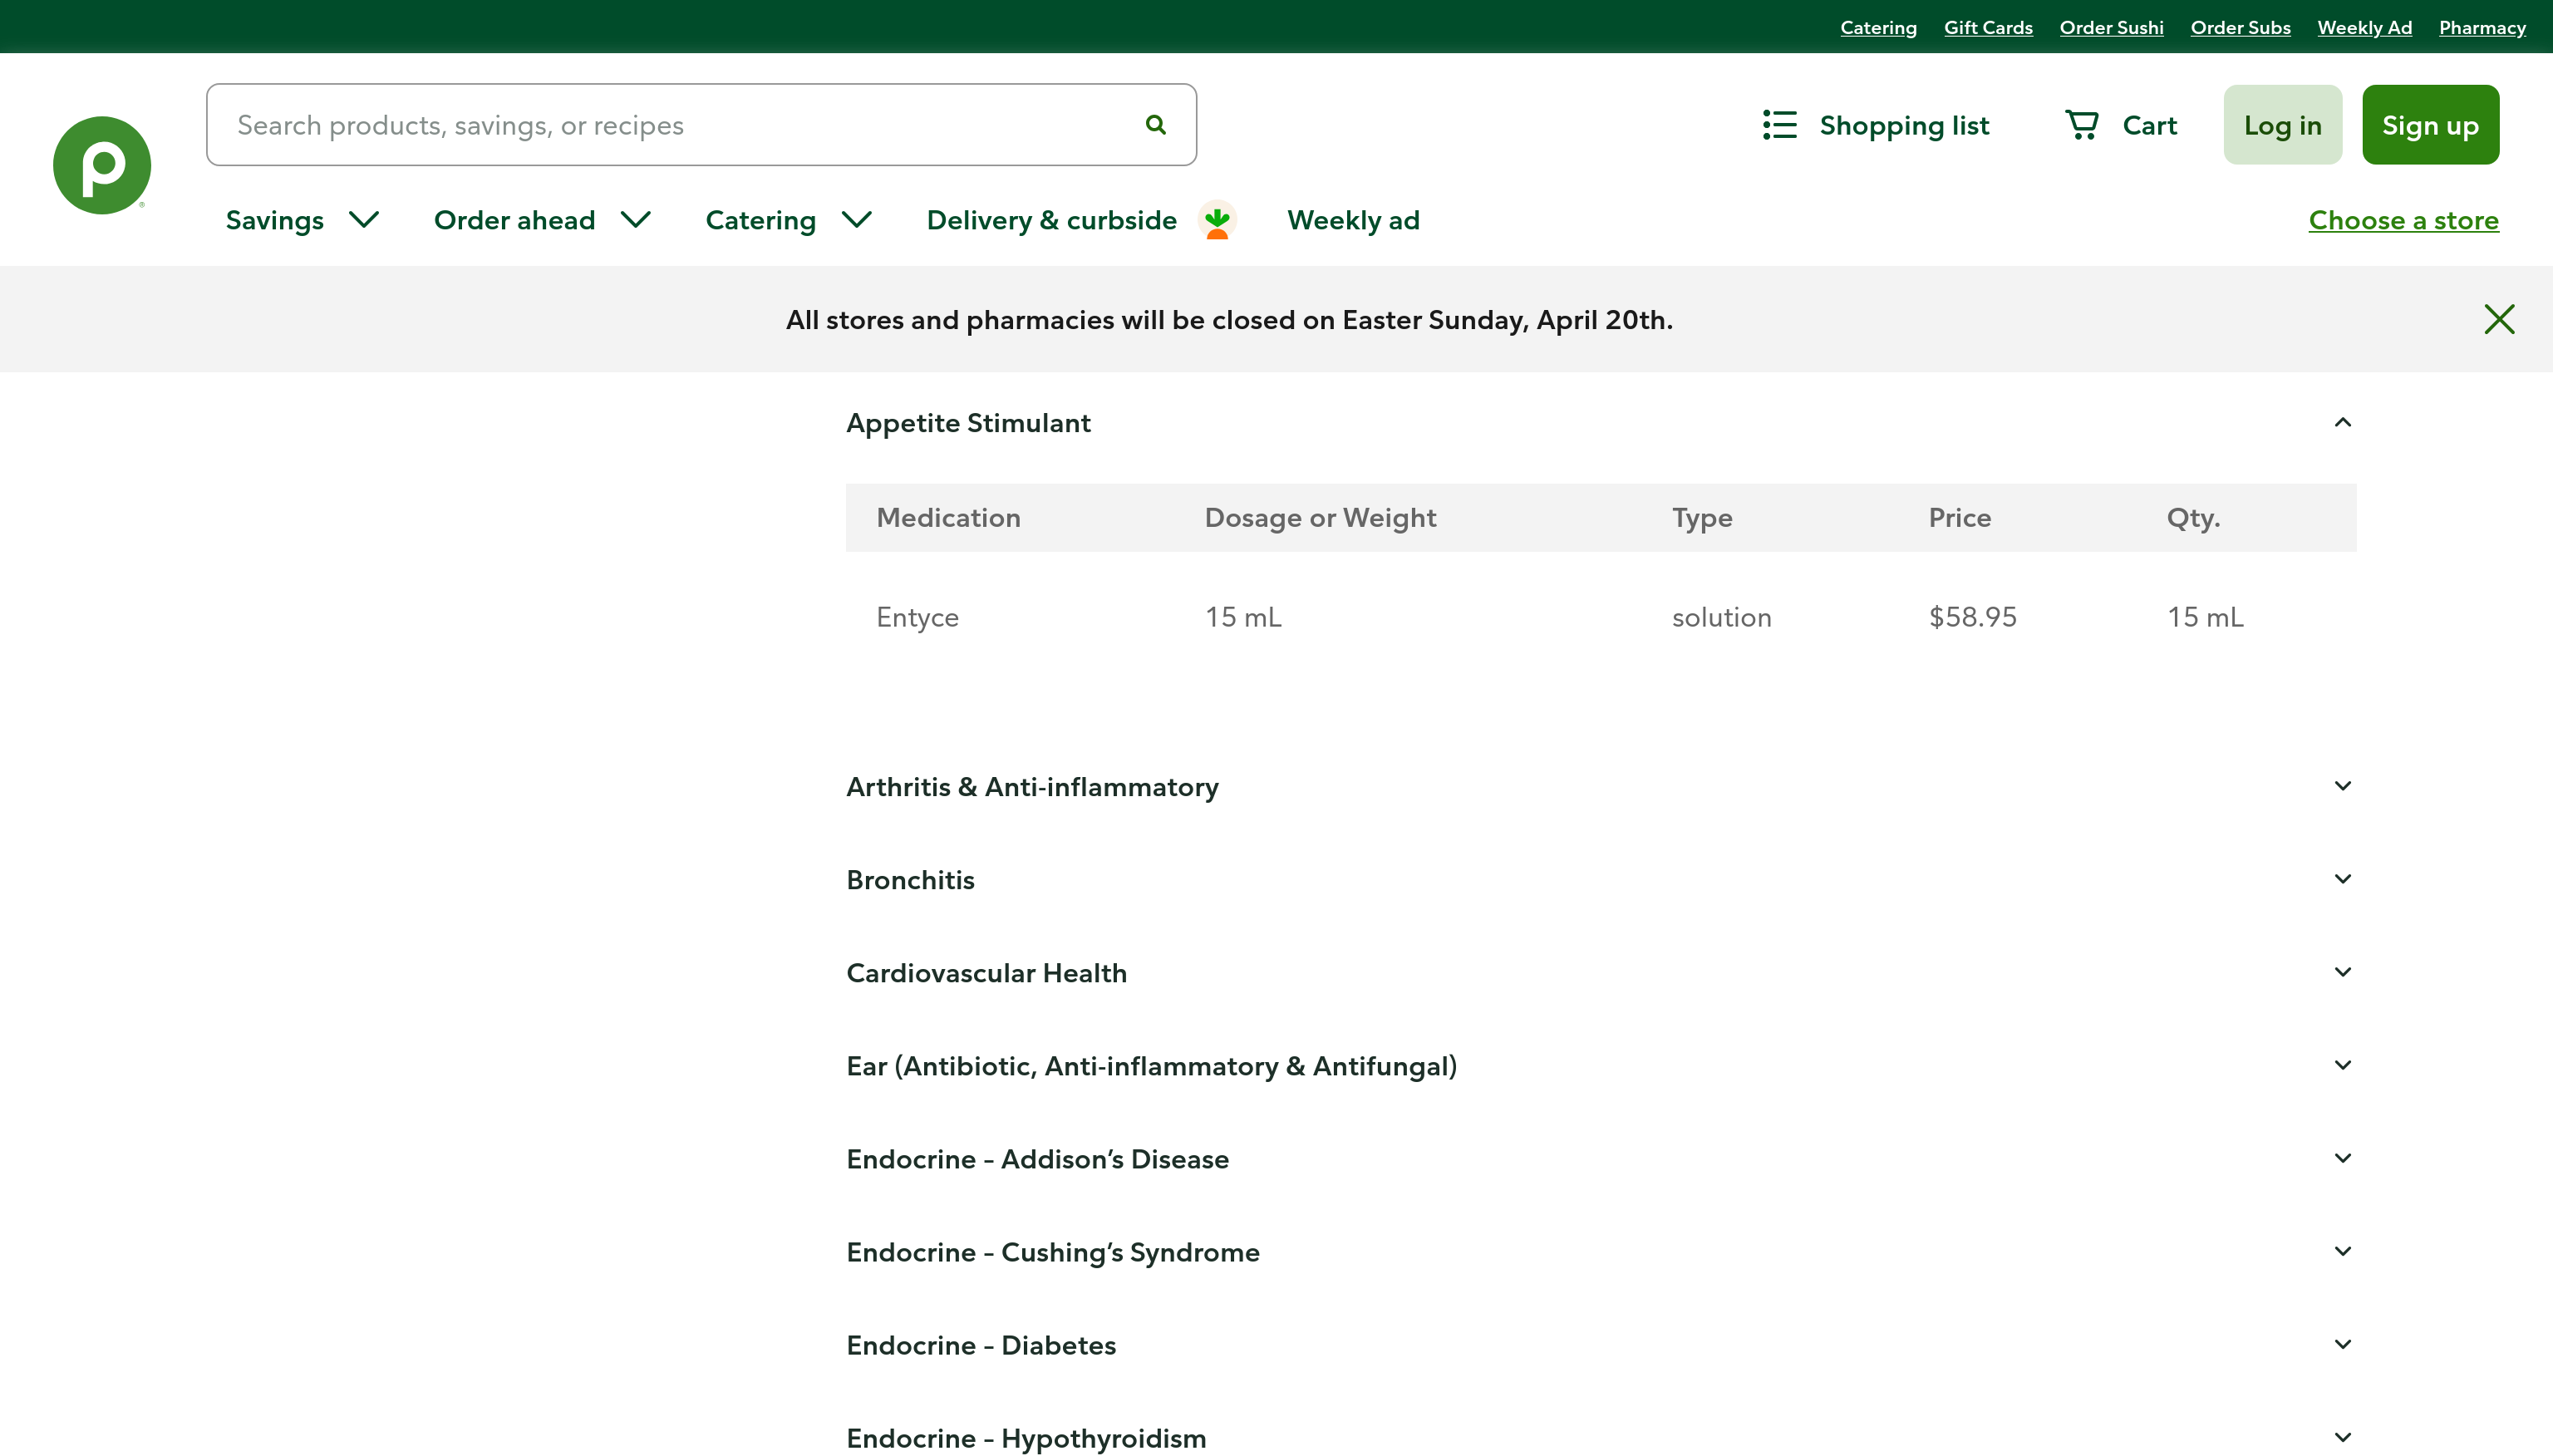 Catering Gift Cards Order Sushi Order Subs Weekly Ad Pharmacy
Search products, savings, or recipes
Shopping list Cart Log in Sign up
p
®
Savings Order ahead Catering Delivery & curbside Weekly ad Choose a store
All stores and pharmacies will be closed on Easter Sunday, April 20th.
Appetite Stimulant
Medication Dosage or Weight Type Price Qty.
Entyce 15 mL solution $58.95 15 mL
Arthritis & Anti-inflammatory
Bronchitis
Cardiovascular Health
Ear (Antibiotic, Anti-inflammatory & Antifungal)
Endocrine – Addison’s Disease
Endocrine – Cushing’s Syndrome
Endocrine – Diabetes
Endocrine – Hypothyroidism